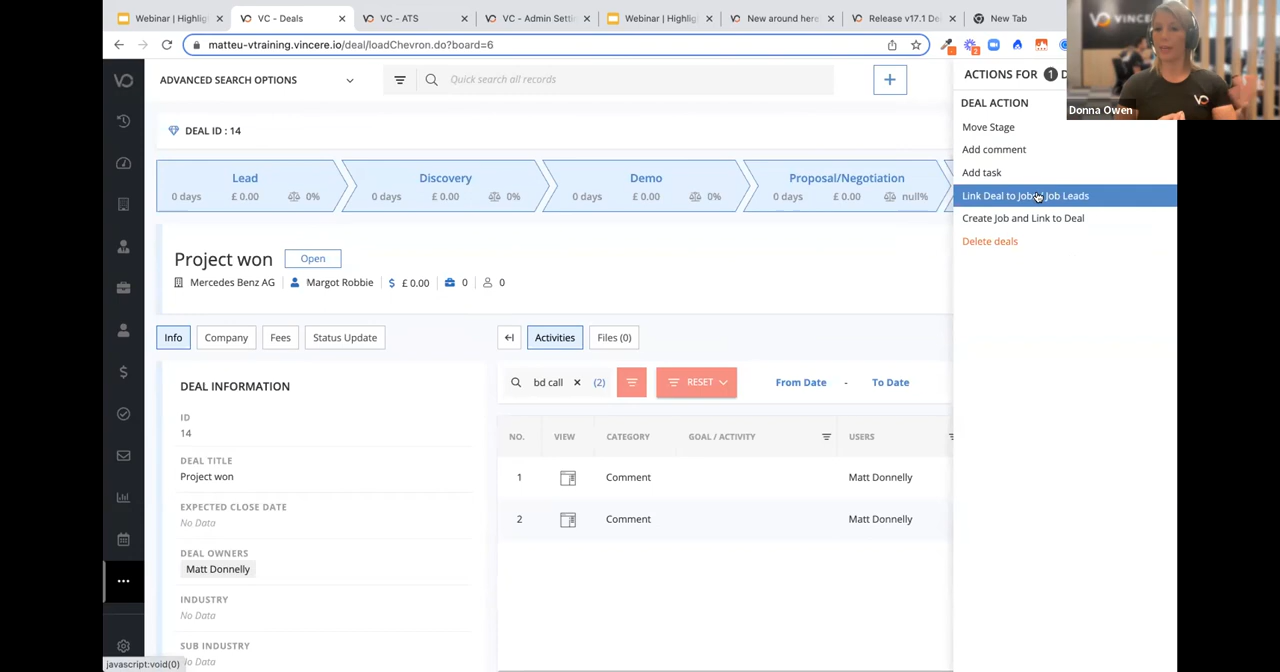 Webinar | Highlig
VC - Deals
VC - ATS
VC - Admin Setti
Webinar | Highlig
New around here
Release v17.1 De
New Tab
matteu-vtraining.vincere.io/deal/loadChevron.do?board=6
VINCERE
Donna Owen
ADVANCED SEARCH OPTIONS
Quick search all records
+
ACTIONS FOR 1 D
DEAL ACTION
Move Stage
Add comment
Add task
Link Deal to Jobs / Job Leads
Create Job and Link to Deal
Delete deals
DEAL ID : 14
Lead
0 days £ 0.00 0%
Discovery
0 days £ 0.00 0%
Demo
0 days £ 0.00 0%
Proposal/Negotiation
0 days £ 0.00 null%
Project won Open
Mercedes Benz AG Margot Robbie $ £ 0.00 0 0
Info Company Fees Status Update
Activities Files (0)
DEAL INFORMATION
ID
14
DEAL TITLE
Project won
EXPECTED CLOSE DATE
No Data
DEAL OWNERS
Matt Donnelly
INDUSTRY
No Data
SUB INDUSTRY
No Data
bd call × (2) RESET From Date - To Date
NO. VIEW CATEGORY GOAL / ACTIVITY USERS
1 Comment Matt Donnelly
2 Comment Matt Donnelly
javascript:void(0)